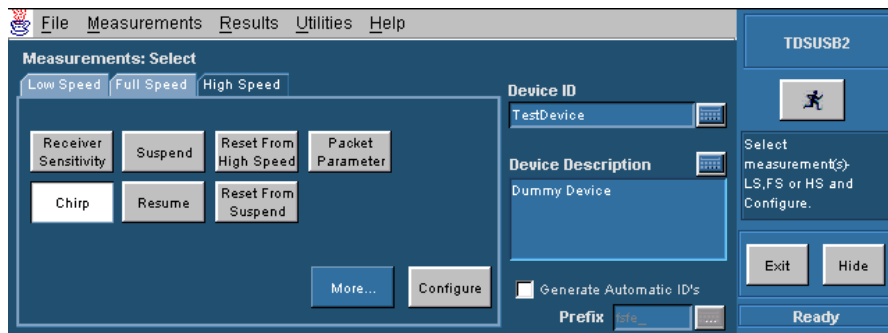 File Measurements Results Utilities Help
TDSUSB2
Measurements: Select
Low Speed Full Speed High Speed
Receiver Sensitivity
Suspend
Reset From High Speed
Packet Parameter
Chirp
Resume
Reset From Suspend
More...
Configure
Device ID
TestDevice
Device Description
Dummy Device
Generate Automatic ID's
Prefix
...
Select
measurement(s)-
LS,FS or HS and
Configure.
Exit Hide
Ready